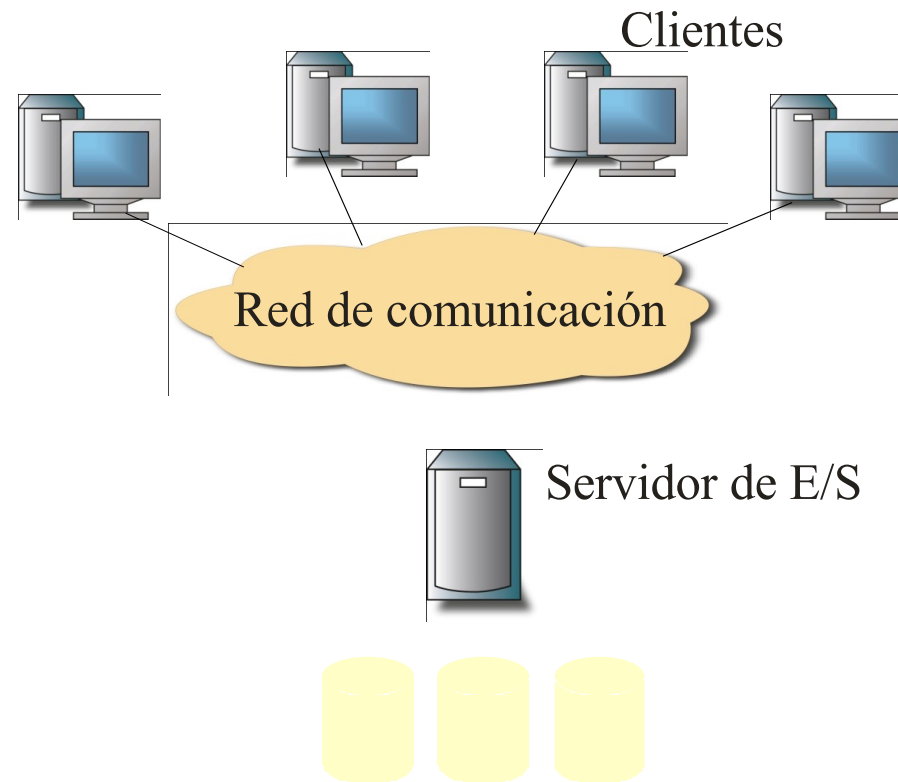 Clientes
Red de comunicación
Servidor de E/S